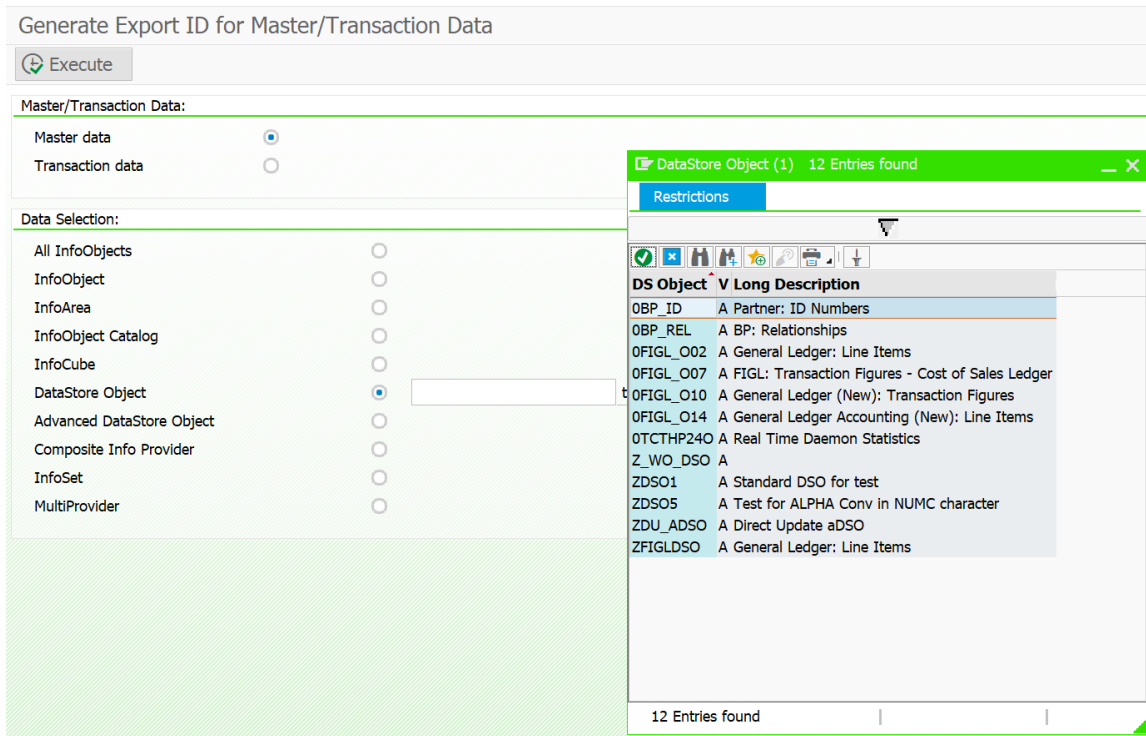 Generate Export ID for Master/Transaction Data
Execute
Master/Transaction Data:
Master data
Transaction data
Data Selection:
All InfoObjects
InfoObject
InfoArea
InfoObject Catalog
InfoCube
DataStore Object t
Advanced DataStore Object
Composite Info Provider
InfoSet
MultiProvider
DataStore Object (1) 12 Entries found
Restrictions
DS Object V Long Description
0BP_ID A Partner: ID Numbers
0BP_REL A BP: Relationships
0FIGL_O02 A General Ledger: Line Items
0FIGL_O07 A FIGL: Transaction Figures - Cost of Sales Ledger
0FIGL_O10 A General Ledger (New): Transaction Figures
0FIGL_O14 A General Ledger Accounting (New): Line Items
0TCTHP24O A Real Time Daemon Statistics
Z_WO_DSO A
ZDSO1 A Standard DSO for test
ZDSO5 A Test for ALPHA Conv in NUMC character
ZDU_ADSO A Direct Update aDSO
ZFIGLDSO A General Ledger: Line Items
12 Entries found